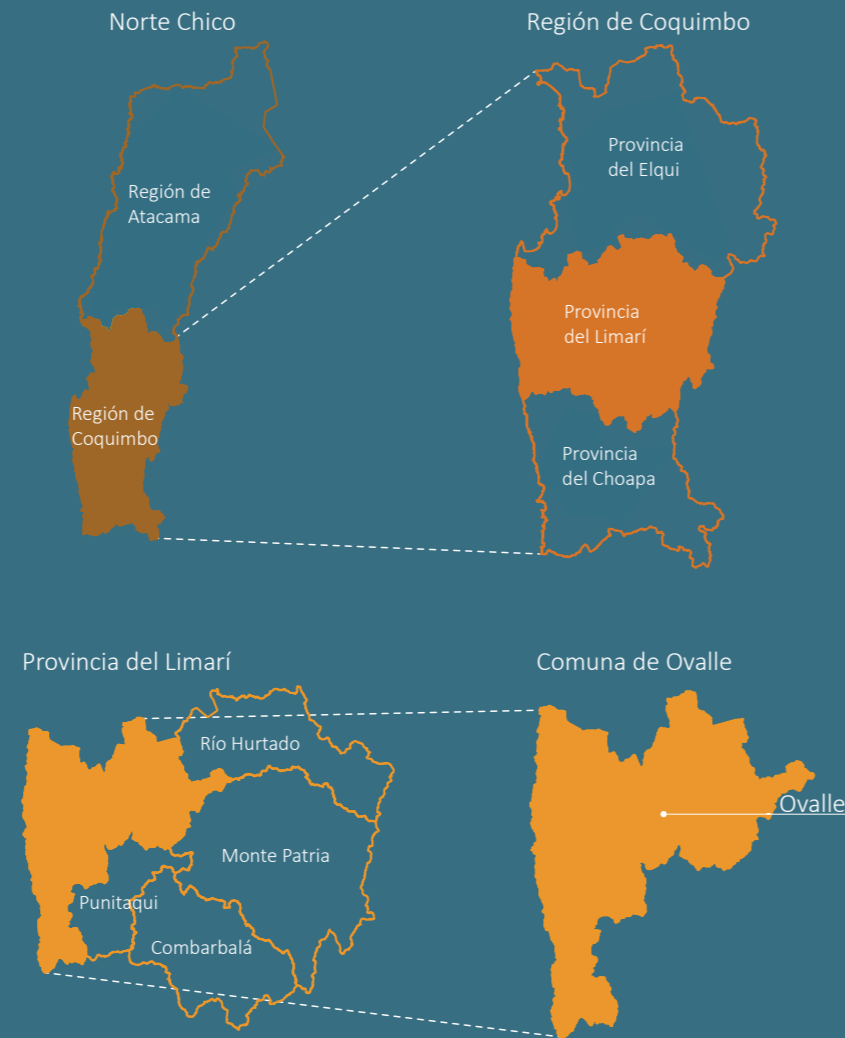 Norte Chico
Región de
Atacama
Región de
Coquimbo
Región de Coquimbo
Provincia
del Elqui
Provincia
del Limarí
Provincia
del Choapa
Provincia del Limarí
Río Hurtado
Monte Patria
Punitaqui
Combarbalá
Comuna de Ovalle
Ovalle